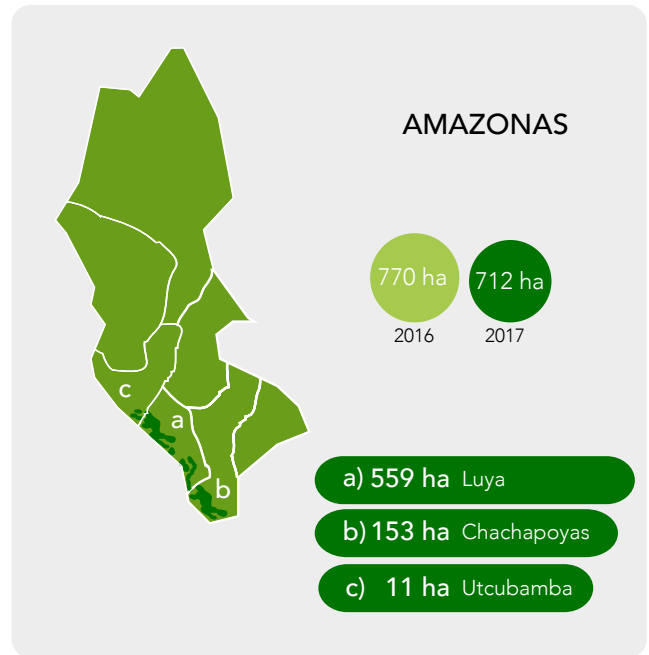 AMAZONAS
770 ha
712 ha
2016
2017
c
a
b
a) 559 ha Luya
b) 153 ha Chachapoyas
c) 11 ha Utcubamba